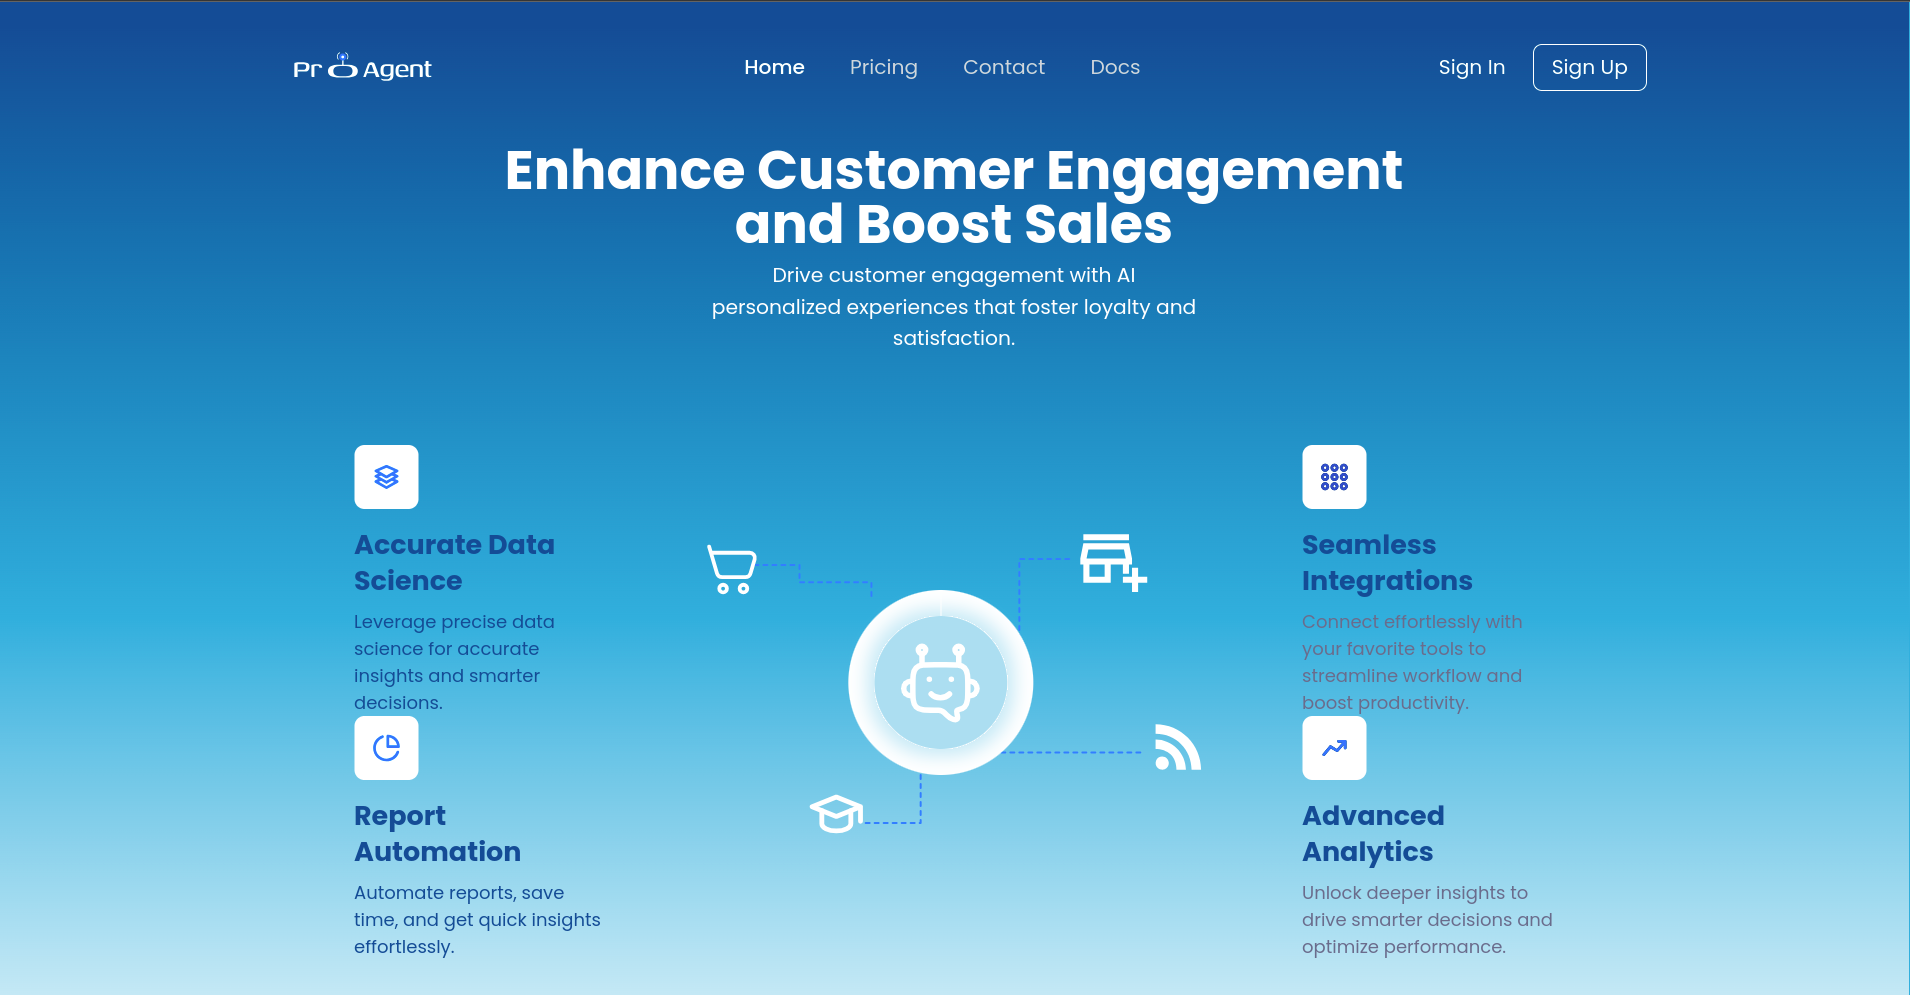 Pro Agent
Home
Pricing
Contact
Docs
Sign In
Sign Up
Enhance Customer Engagement
and Boost Sales
Drive customer engagement with AI
personalized experiences that foster loyalty and
satisfaction.
Accurate Data
Science
Leverage precise data
science for accurate
insights and smarter
decisions.
Report
Automation
Automate reports, save
time, and get quick insights
effortlessly.
Seamless
Integrations
Connect effortlessly with
your favorite tools to
streamline workflow and
boost productivity.
Advanced
Analytics
Unlock deeper insights to
drive smarter decisions and
optimize performance.